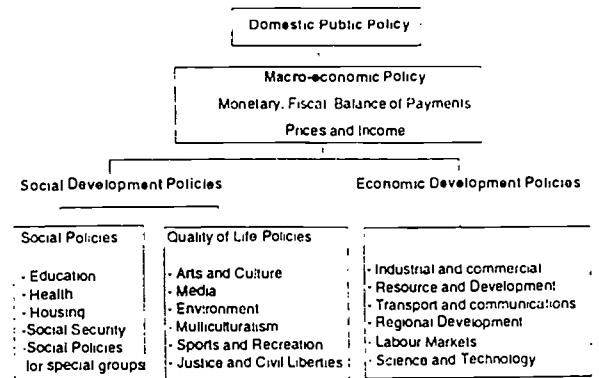 Domestic Public Policy
Macro-economic Policy
Monetary, Fiscal Balance of Payments
Prices and Income
Social Development Policies
Economic Development Policies
Social Policies
- Education
- Health
- Housing
- Social Security
- Social Policies
for special groups
Quality of Life Policies
- Arts and Culture
- Media
- Environment
- Multiculturalism
- Sports and Recreation
- Justice and Civil Liberties
- Industrial and commercial
- Resource and Development
- Transport and communications
- Regional Development
- Labour Markets
- Science and Technology